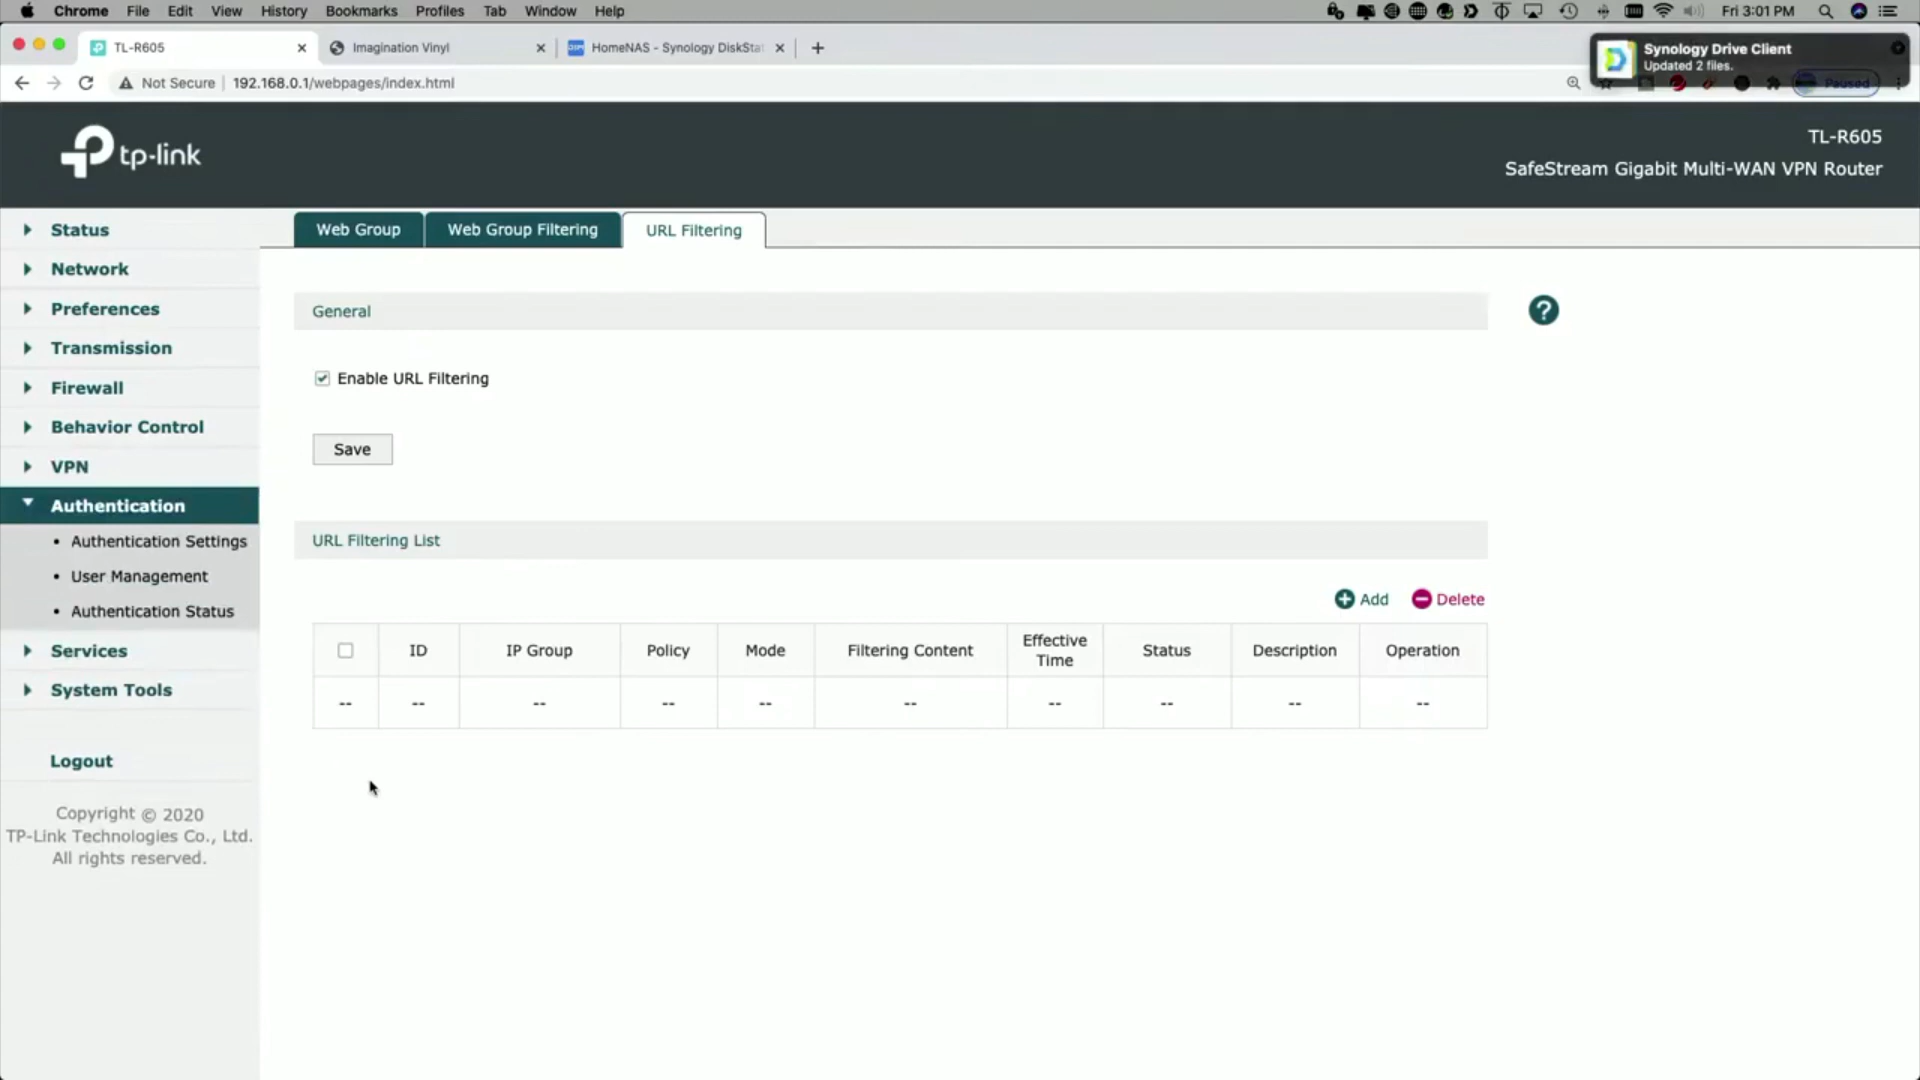 Chrome File Edit View History Bookmarks Profiles Tab Window Help Fri 3:01 PM
TL-R605 Imagination Vinyl HomeNAS - Synology DiskSta
Synology Drive Client
Updated 2 files.
Not Secure 192.168.0.1/webpages/index.html Paused
tp-link
TL-R605
SafeStream Gigabit Multi-WAN VPN Router
Status
Network
Preferences
Transmission
Firewall
Behavior Control
VPN
Authentication
• Authentication Settings
• User Management
• Authentication Status
Services
System Tools
Logout
Copyright © 2020
TP-Link Technologies Co., Ltd.
All rights reserved.
Web Group Web Group Filtering URL Filtering
General
?
Enable URL Filtering
Save
URL Filtering List
Add Delete
ID IP Group Policy Mode Filtering Content Effective Time Status Description Operation
-- -- -- -- -- -- -- -- -- --